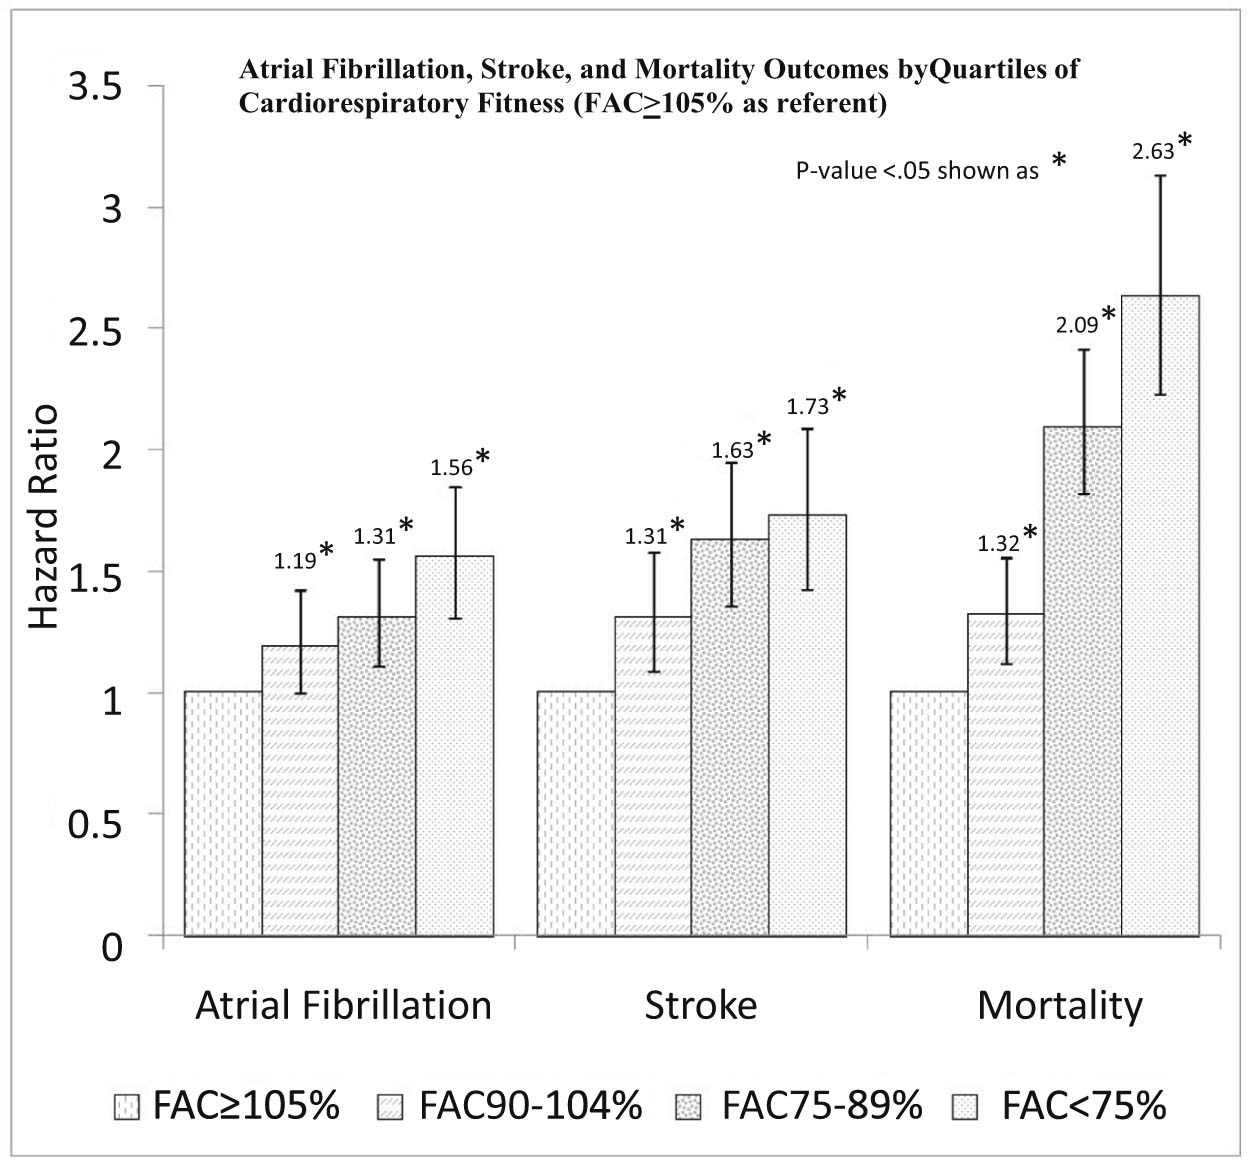 Atrial Fibrillation, Stroke, and Mortality Outcomes byQuartiles of
Cardiorespiratory Fitness (FAC≥105% as referent)
P-value <.05 shown as *
Hazard Ratio
3.5
3
2.5
2
1.5
1
0.5
0
1.19*
1.31*
1.56*
1.31*
1.63*
1.73*
1.32*
2.09*
2.63*
Atrial Fibrillation
Stroke
Mortality
FAC≥105%
FAC90-104%
FAC75-89%
FAC<75%